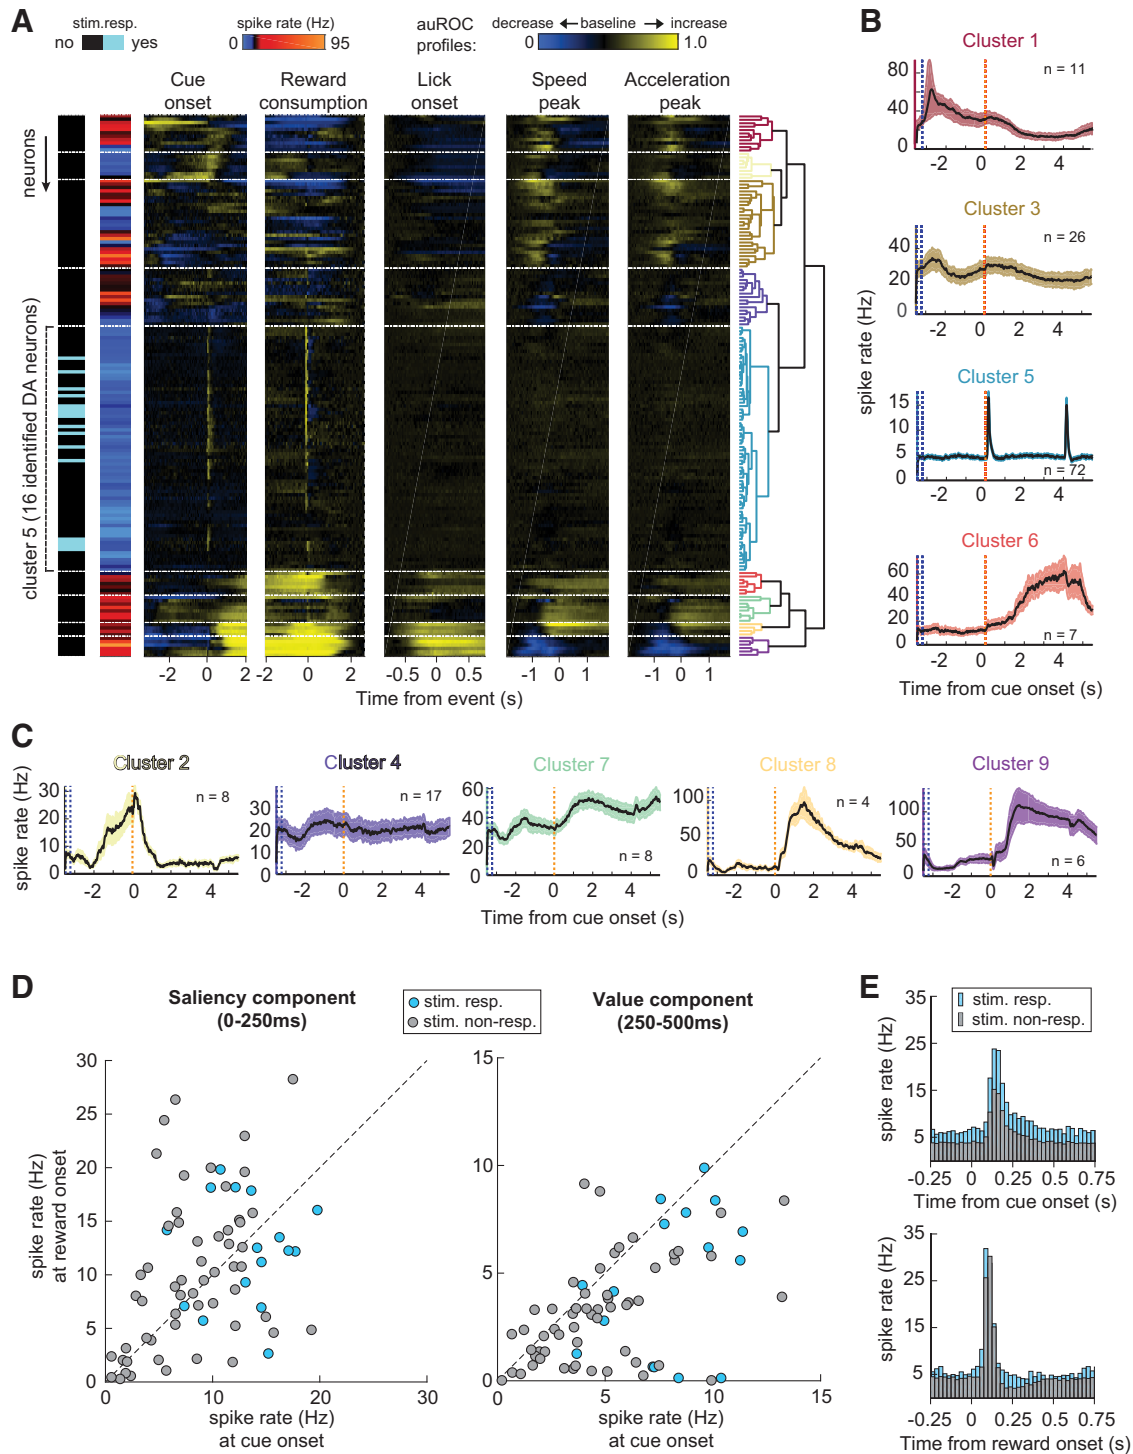 A
stim.resp.
no yes
spike rate (Hz)
0 95
auROC
profiles:
decrease ←baseline → increase
0 1.0
Cue
onset
Reward
consumption
Lick
onset
Speed
peak
Acceleration
peak
neurons
cluster 5 (16 identified DA neurons)
-2 0 2
-2 0 2
-0.5 0 0.5
-1 0 1
-1 0 1
Time from event (s)
B
Cluster 1
n = 11
80
40
0
-2 0 2 4
Cluster 3
n = 26
40
20
0
-2 0 2 4
spike rate (Hz)
Cluster 5
15
10
5
0
n = 72
-2 0 2 4
Cluster 6
60
40
20
0
n = 7
-2 0 2 4
Time from cue onset (s)
C
spike rate (Hz)
Cluster 2
n = 8
30
20
10
0
-2 0 2 4
Cluster 4
n = 17
30
20
10
0
-2 0 2 4
Cluster 7
60
40
20
0
n = 8
-2 0 2 4
Cluster 8
n = 4
100
50
0
-2 0 2 4
Cluster 9
100
50
0
n = 6
-2 0 2 4
Time from cue onset (s)
D
Saliency component
(0-250ms)
stim. resp.
stim. non-resp.
Value component
(250-500ms)
spike rate (Hz)
at reward onset
30
25
20
15
10
5
0
0 10 20 30
spike rate (Hz)
at cue onset
15
10
5
0
0 5 10 15
spike rate (Hz)
at cue onset
E
stim. resp.
stim. non-resp.
spike rate (Hz)
35
25
15
5
-0.25 0 0.25 0.75
Time from cue onset (s)
spike rate (Hz)
35
25
15
5
-0.25 0 0.25 0.75
Time from reward onset (s)